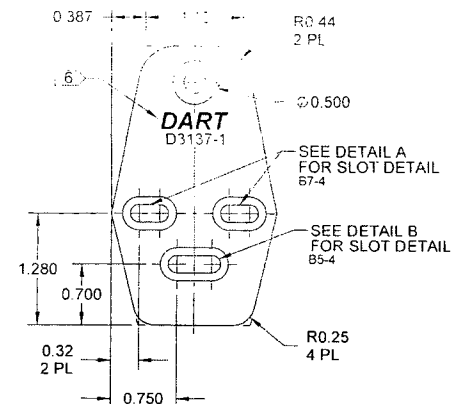 0.387
R0.44
2 PL
6
⌀0.500
DART
D3137-1
SEE DETAIL A
FOR SLOT DETAIL
B7-4
SEE DETAIL B
FOR SLOT DETAIL
B5-4
1.280
0.700
0.32
2 PL
R0.25
4 PL
0.750